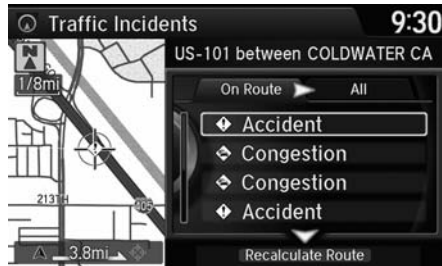 Traffic Incidents
9:30
N
US-101 between COLDWATER CA
1/8mi
On Route
All
Accident
Congestion
Congestion
Accident
213TH
405
3.8mi
Recalculate Route